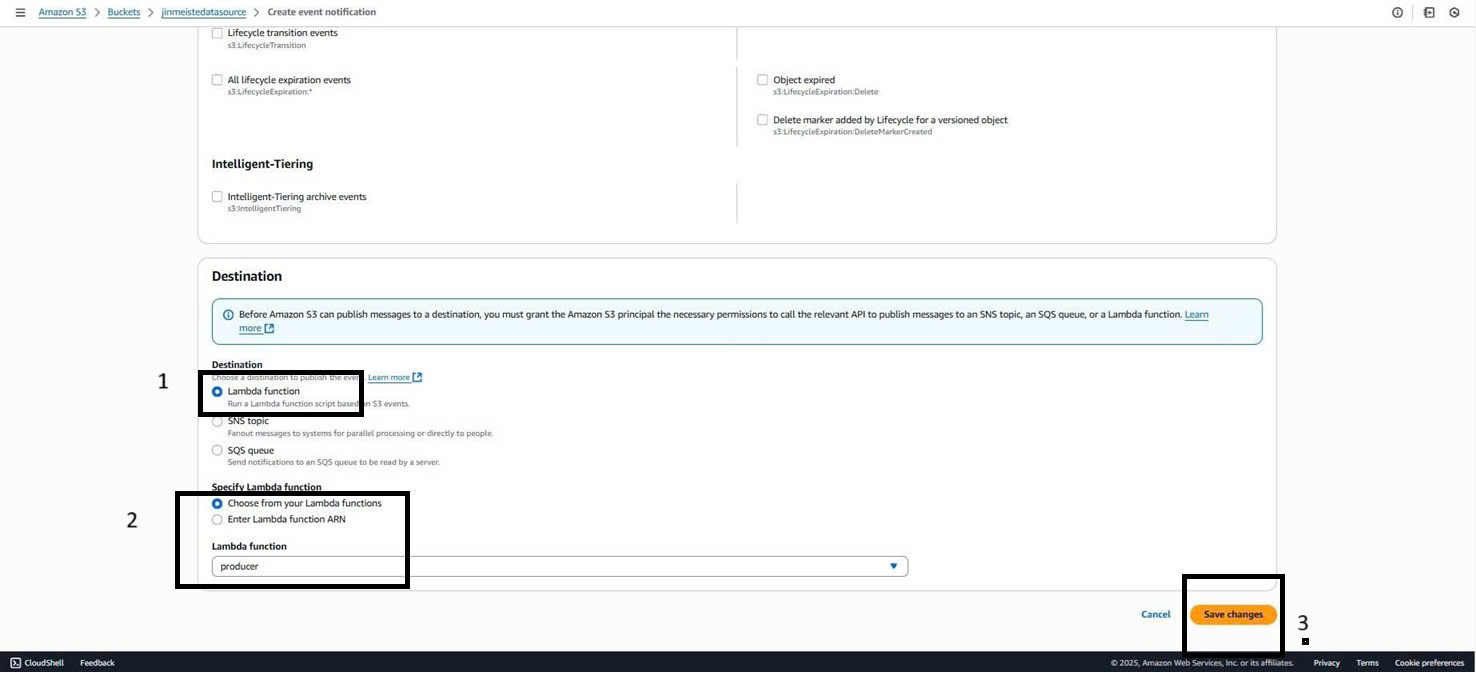 Amazon S3 > Buckets > jinmeistedatasource > Create event notification
Lifecycle transition events
s3:LifecycleTransition
All lifecycle expiration events
s3:LifecycleExpiration:*
Object expired
s3:LifecycleExpiration:Delete
Delete marker added by Lifecycle for a versioned object
s3:LifecycleExpiration:DeleteMarkerCreated
Intelligent-Tiering
Intelligent-Tiering archive events
s3:IntelligentTiering
Destination
Before Amazon S3 can publish messages to a destination, you must grant the Amazon S3 principal the necessary permissions to call the relevant API to publish messages to an SNS topic, an SQS queue, or a Lambda function. Learn
more
Destination
Choose a destination to publish the even Learn more
1
Lambda function
Run a Lambda function script based on S3 events.
SNS topic
Fanout messages to systems for parallel processing or directly to people.
SQS queue
Send notifications to an SQS queue to be read by a server.
Specify Lambda function
2
Choose from your Lambda functions
Enter Lambda function ARN
Lambda function
producer
Cancel
Save changes
3
CloudShell
Feedback
© 2025, Amazon Web Services, Inc. or its affiliates.
Privacy
Terms
Cookie preferences